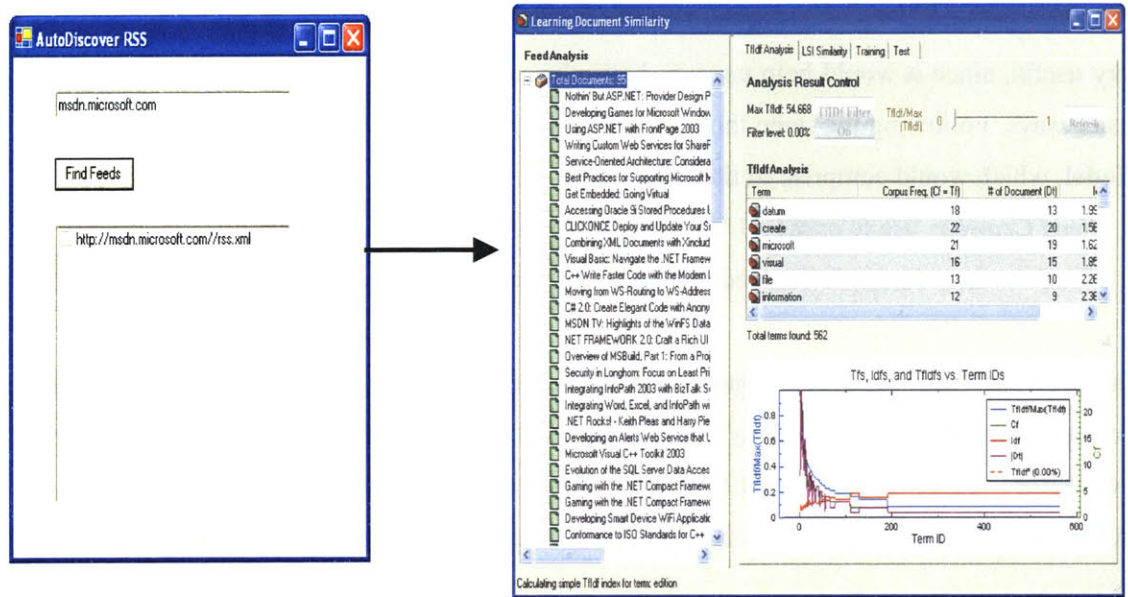 AutoDiscover RSS
msdn.microsoft.com
Find Feeds
http://msdn.microsoft.com//rss.xml
Learning Document Similarity
Feed Analysis
Total Documents: 95
Nothin' But ASP.NET: Provider Design P
Developing Games for Microsoft Window
Using ASP.NET with FrontPage 2003
Writing Custom Web Services for ShareF
Service-Oriented Architecture: Considera
Best Practices for Supporting Microsoft
Get Embedded: Going Virtual
Accessing Oracle 9i Stored Procedures
CLICKONCE Deploy and Update Your
Combining XML Documents with Xinclud
Visual Basic: Navigate the .NET Framew
C++ Write Faster Code with the Modern
Moving from WS-Routing to WS-Address
C# 2.0: Create Elegant Code with Anony
MSDN TV: Highlights of the WinFS Data
NET FRAMEWORK 2.0: Craft a Rich UI
Overview of MSBuild, Part 1: From a Proj
Security in Longhorn: Focus on Least Pri
Integrating InfoPath 2003 with BizTalk
Integrating Word, Excel, and InfoPath wi
.NET Rocks! - Keith Pleas and Harry Pie
Developing an Alerts Web Service that
Microsoft Visual C++ Toolkit 2003
Evolution of the SQL Server Data Acces
Gaming with the .NET Compact Framew
Gaming with the .NET Compact Framew
Developing Smart Device WiFi Applicatic
Conformance to ISO Standards for C++
Calculating simple TfIdf index for term: edition
TfIdf Analysis LSI Similarity Training Test
Analysis Result Control
Max TfIdf: 54.668
Filter level: 0.00%
TfIDf Filter
On
TfIdf/Max
(TfIdf)
0 1
Refresh
TfIdf Analysis
Term Corpus Freq. (Cf = Tf) # of Document (Dt)
datum 18 13 1.95
create 22 20 1.56
microsoft 21 19 1.62
visual 16 15 1.85
file 13 10 2.26
information 12 9 2.36
Total terms found: 562
Tfs, Idfs, and TfIdfs vs. Term IDs
TfIdf/Max(TfIdf)
0.8
0.6
0.4
0.2
0
0 200 400 600
Term ID
20
15
10
5
0
Cf
TfIdf/Max(TfIdf)
Cf
Idf
|Dt|
TfIdf* (0.00%)